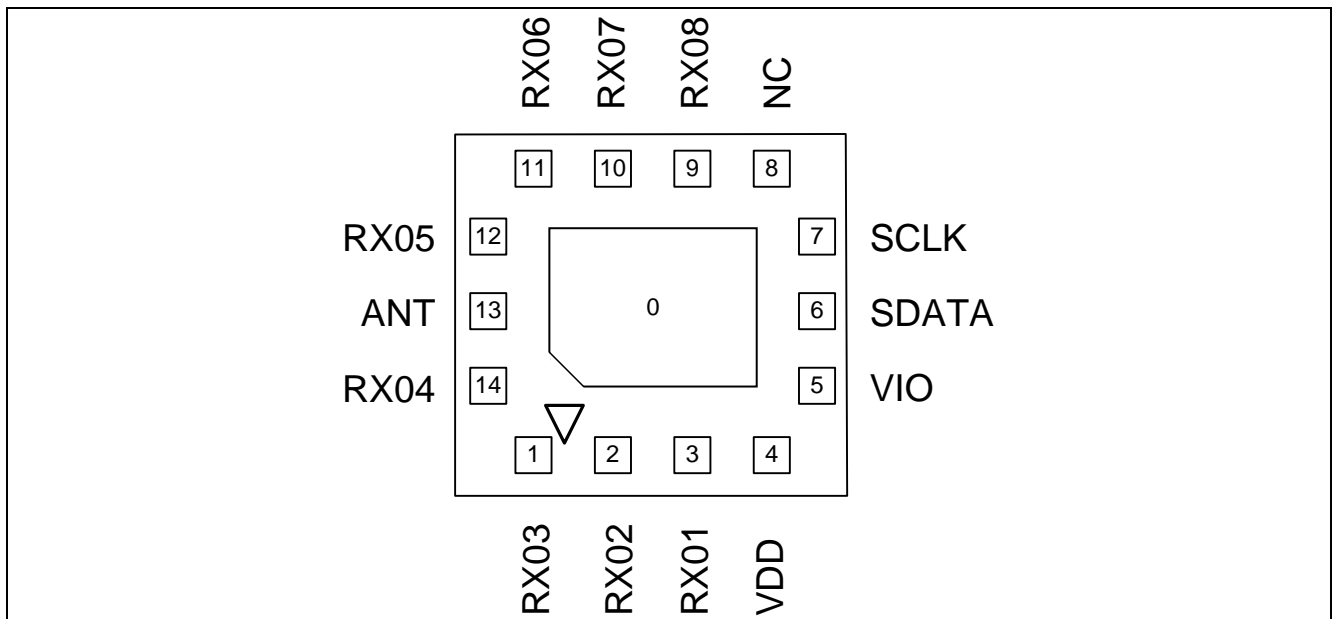 RX06 RX07 RX08 NC
11 10 9 8
RX05 12 7 SCLK
ANT 13 0 6 SDATA
RX04 14 5 VIO
1 2 3 4
RX03 RX02 RX01 VDD